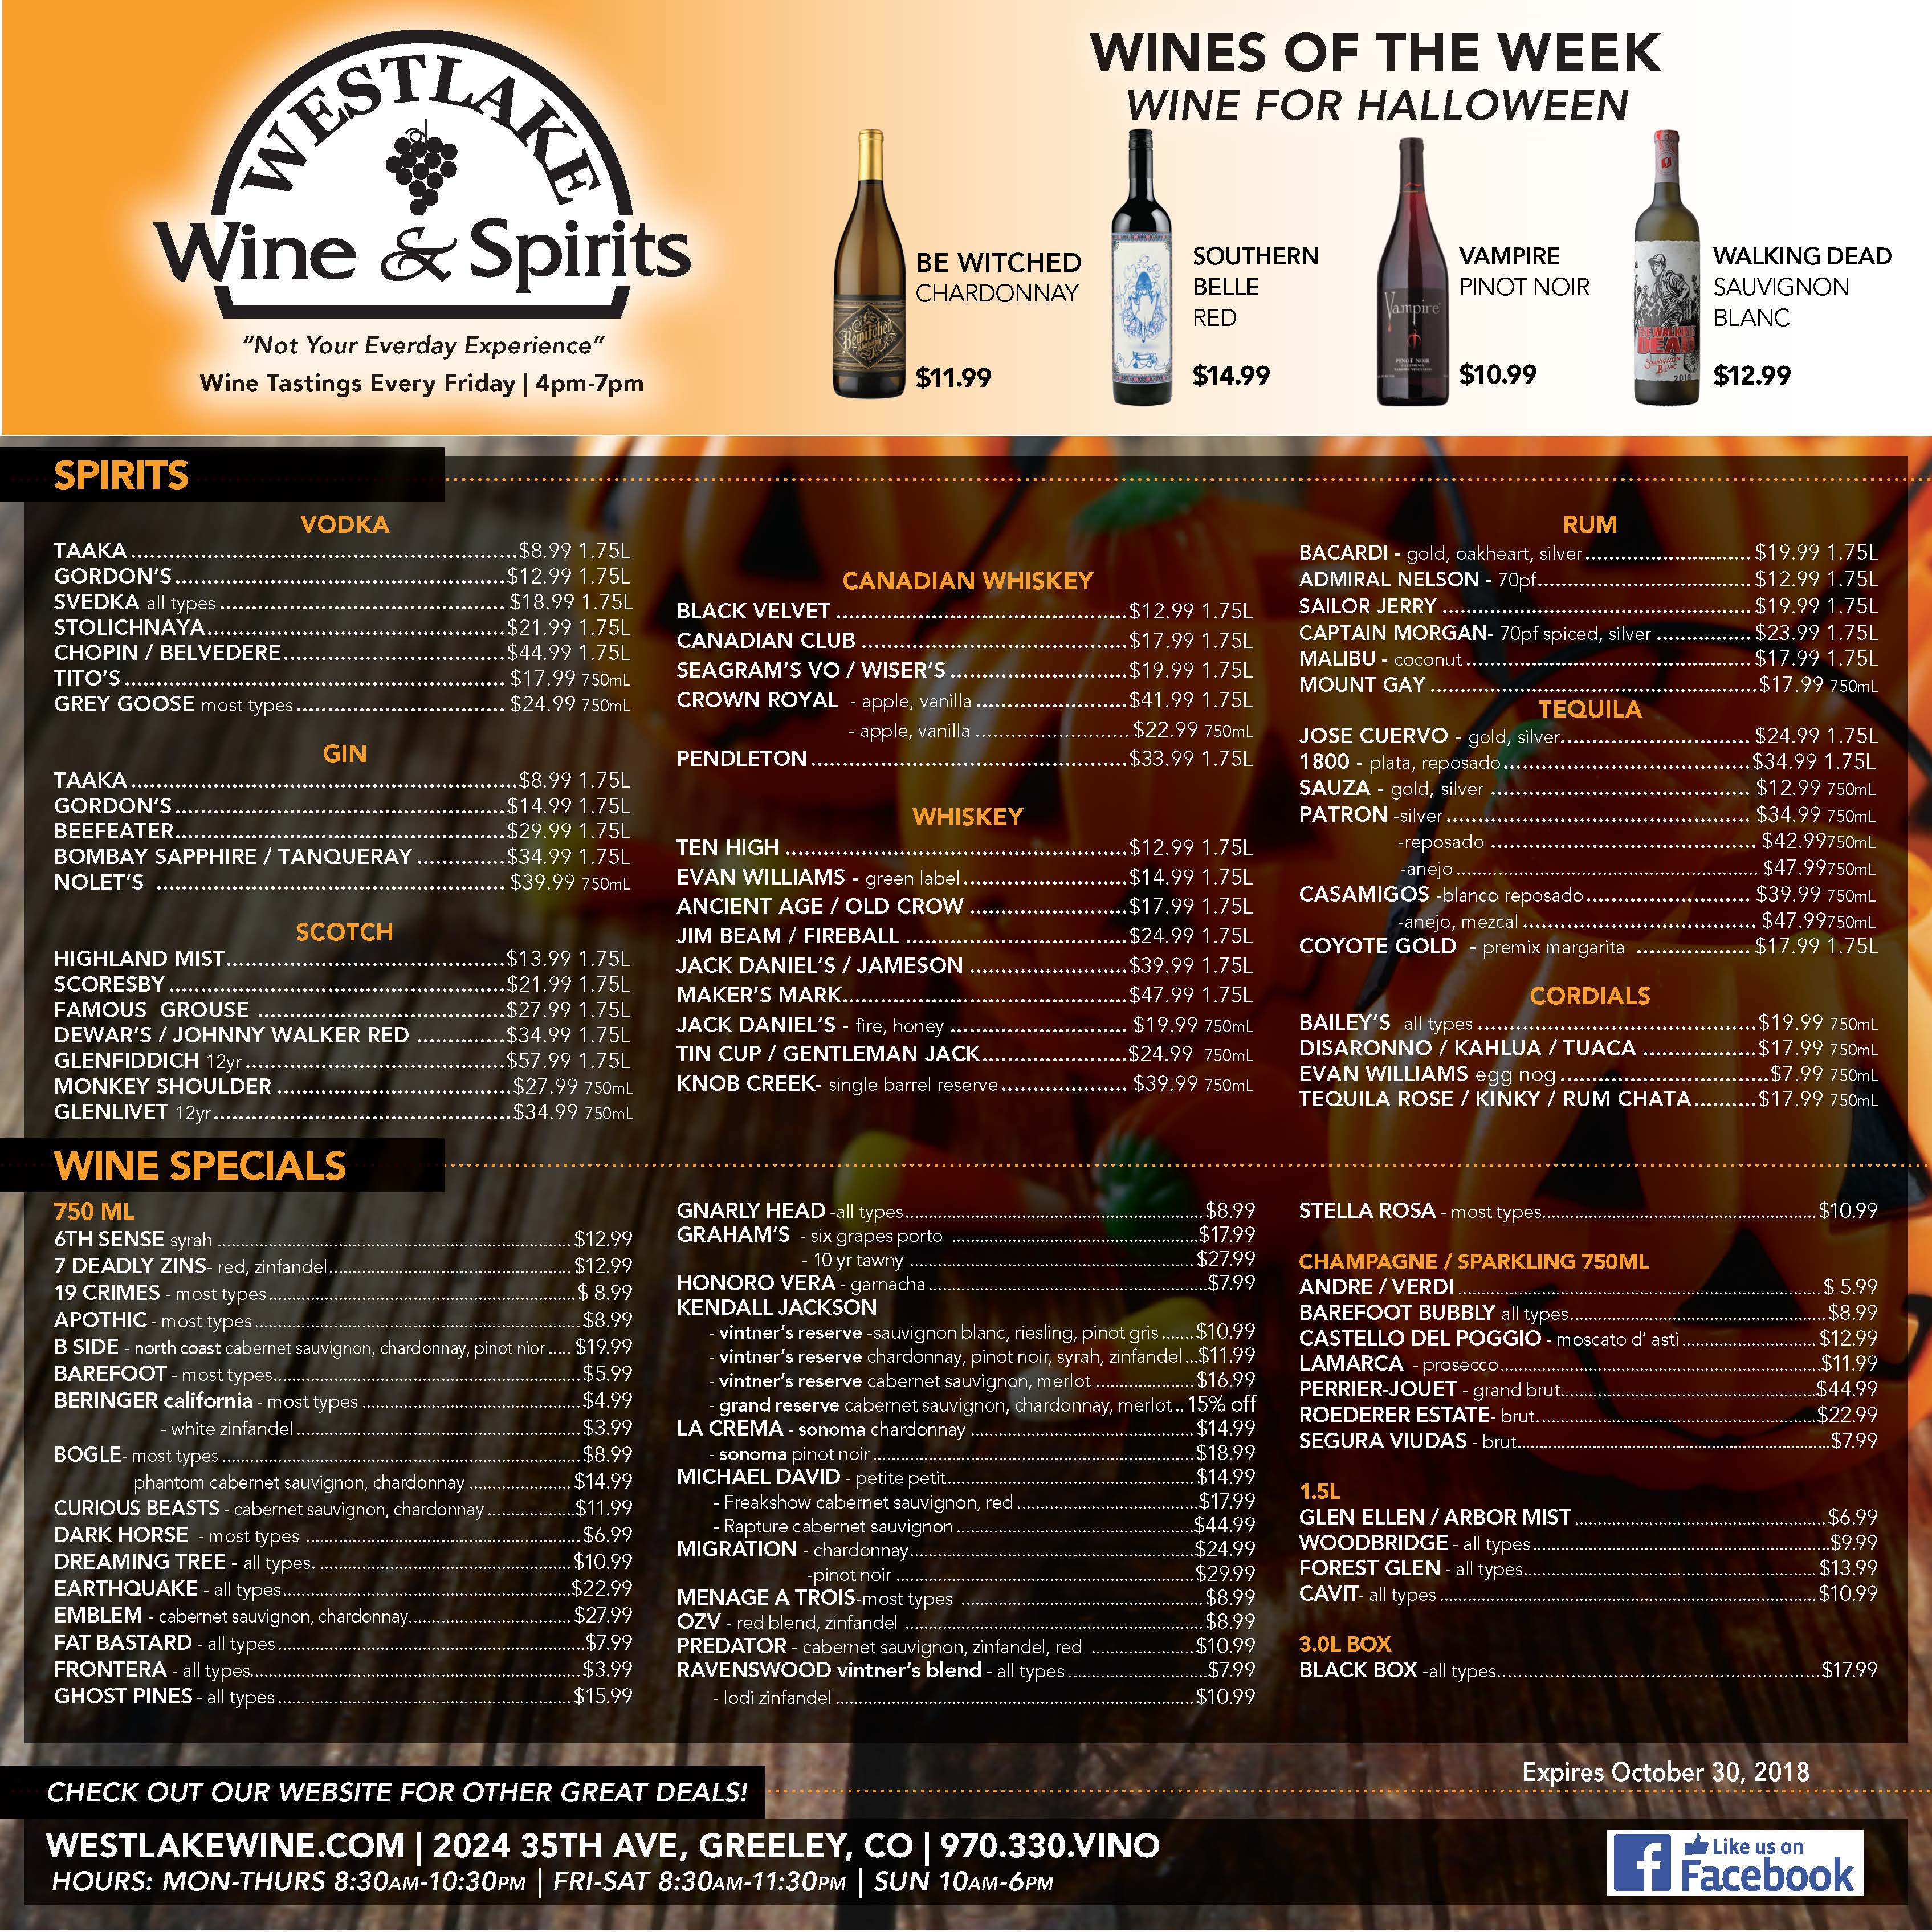 WESTLAKE
Wine & Spirits
"Not Your Everday Experience"
Wine Tastings Every Friday | 4pm-7pm
WINES OF THE WEEK
WINE FOR HALLOWEEN
Bewitched
BE WITCHED
CHARDONNAY
$11.99
SOUTHERN
BELLE
RED
$14.99
Vampire
PINOT NOIR
VAMPIRE
PINOT NOIR
$10.99
THE WALKING
DEAD
SAUVIGNON
BLANC
2016
WALKING DEAD
SAUVIGNON
BLANC
$12.99
SPIRITS
VODKA
TAAKA $8.99 1.75L
GORDON'S $12.99 1.75L
SVEDKA all types $18.99 1.75L
STOLICHNAYA $21.99 1.75L
CHOPIN / BELVEDERE $44.99 1.75L
TITO'S $17.99 750mL
GREY GOOSE most types $24.99 750mL
GIN
TAAKA $8.99 1.75L
GORDON'S $14.99 1.75L
BEEFEATER $29.99 1.75L
BOMBAY SAPPHIRE / TANQUERAY $34.99 1.75L
NOLET'S $39.99 750mL
SCOTCH
HIGHLAND MIST $13.99 1.75L
SCORESBY $21.99 1.75L
FAMOUS GROUSE $27.99 1.75L
DEWAR'S / JOHNNY WALKER RED $34.99 1.75L
GLENFIDDICH 12yr $57.99 1.75L
MONKEY SHOULDER $27.99 750mL
GLENLIVET 12yr $34.99 750mL
CANADIAN WHISKEY
BLACK VELVET $12.99 1.75L
CANADIAN CLUB $17.99 1.75L
SEAGRAM'S VO / WISER'S $19.99 1.75L
CROWN ROYAL - apple, vanilla $41.99 1.75L
- apple, vanilla $22.99 750mL
PENDLETON $33.99 1.75L
WHISKEY
TEN HIGH $12.99 1.75L
EVAN WILLIAMS - green label $14.99 1.75L
ANCIENT AGE / OLD CROW $17.99 1.75L
JIM BEAM / FIREBALL $24.99 1.75L
JACK DANIEL'S / JAMESON $39.99 1.75L
MAKER'S MARK $47.99 1.75L
JACK DANIEL'S - fire, honey $19.99 750mL
TIN CUP / GENTLEMAN JACK $24.99 750mL
KNOB CREEK- single barrel reserve $39.99 750mL
RUM
BACARDI - gold, oakheart, silver $19.99 1.75L
ADMIRAL NELSON - 70pf $12.99 1.75L
SAILOR JERRY $19.99 1.75L
CAPTAIN MORGAN- 70pf spiced, silver $23.99 1.75L
MALIBU - coconut $17.99 1.75L
MOUNT GAY $17.99 750mL
TEQUILA
JOSE CUERVO - gold, silver $24.99 1.75L
1800 - plata, reposado $34.99 1.75L
SAUZA - gold, silver $12.99 750mL
PATRON -silver $34.99 750mL
-reposado $42.99750mL
-anejo $47.99750mL
CASAMIGOS -blanco reposado $39.99 750mL
-anejo, mezcal $47.99750mL
COYOTE GOLD - premix margarita $17.99 1.75L
CORDIALS
BAILEY'S all types $19.99 750mL
DISARONNO / KAHLUA / TUACA $17.99 750mL
EVAN WILLIAMS egg nog $7.99 750mL
TEQUILA ROSE / KINKY / RUM CHATA $17.99 750mL
WINE SPECIALS
750 ML
6TH SENSE syrah $12.99
7 DEADLY ZINS- red, zinfandel $12.99
19 CRIMES - most types $ 8.99
APOTHIC - most types $8.99
B SIDE - north coast cabernet sauvignon, chardonnay, pinot nior $19.99
BAREFOOT - most types $5.99
BERINGER california - most types $4.99
- white zinfandel $3.99
BOGLE- most types $8.99
phantom cabernet sauvignon, chardonnay $14.99
CURIOUS BEASTS - cabernet sauvignon, chardonnay $11.99
DARK HORSE - most types $6.99
DREAMING TREE - all types. $10.99
EARTHQUAKE - all types $22.99
EMBLEM - cabernet sauvignon, chardonnay $27.99
FAT BASTARD - all types $7.99
FRONTERA - all types $3.99
GHOST PINES - all types $15.99
GNARLY HEAD -all types $8.99
GRAHAM'S - six grapes porto $17.99
- 10 yr tawny $27.99
HONORO VERA - garnacha $7.99
KENDALL JACKSON
- vintner's reserve -sauvignon blanc, riesling, pinot gris $10.99
- vintner's reserve chardonnay, pinot noir, syrah, zinfandel $11.99
- vintner's reserve cabernet sauvignon, merlot $16.99
- grand reserve cabernet sauvignon, chardonnay, merlot 15% off
LA CREMA - sonoma chardonnay $14.99
- sonoma pinot noir $18.99
MICHAEL DAVID - petite petit $14.99
- Freakshow cabernet sauvignon, red $17.99
- Rapture cabernet sauvignon $44.99
MIGRATION - chardonnay $24.99
-pinot noir $29.99
MENAGE A TROIS-most types $8.99
OZV - red blend, zinfandel $8.99
PREDATOR - cabernet sauvignon, zinfandel, red $10.99
RAVENSWOOD vintner's blend - all types $7.99
- lodi zinfandel $10.99
STELLA ROSA - most types $10.99
CHAMPAGNE / SPARKLING 750ML
ANDRE / VERDI $ 5.99
BAREFOOT BUBBLY all types $8.99
CASTELLO DEL POGGIO - moscato d' asti $12.99
LAMARCA - prosecco $11.99
PERRIER-JOUET - grand brut $44.99
ROEDERER ESTATE- brut $22.99
SEGURA VIUDAS - brut $7.99
1.5L
GLEN ELLEN / ARBOR MIST $6.99
WOODBRIDGE - all types $9.99
FOREST GLEN - all types $13.99
CAVIT- all types $10.99
3.0L BOX
BLACK BOX -all types $17.99
Expires October 30, 2018
CHECK OUT OUR WEBSITE FOR OTHER GREAT DEALS!
WESTLAKEWINE.COM | 2024 35TH AVE, GREELEY, CO | 970.330.VINO
HOURS: MON-THURS 8:30AM-10:30PM | FRI-SAT 8:30AM-11:30PM | SUN 10AM-6PM
f Like us on
Facebook